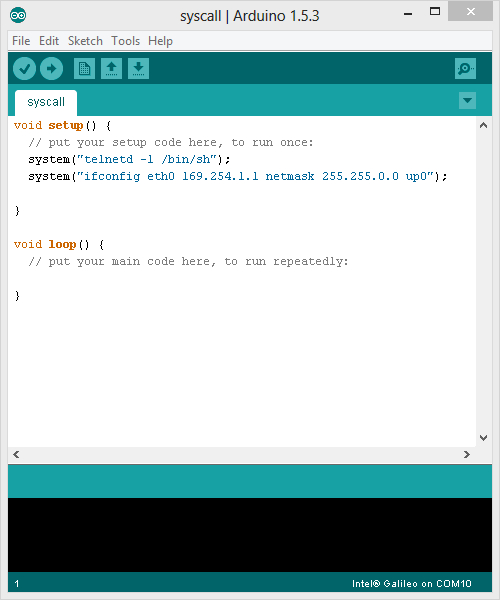 syscall | Arduino 1.5.3
File Edit Sketch Tools Help
syscall
void setup() {
  // put your setup code here, to run once:
  system("telnetd -l /bin/sh");
  system("ifconfig eth0 169.254.1.1 netmask 255.255.0.0 up0");
}
void loop() {
  // put your main code here, to run repeatedly:
}
1 Intel® Galileo on COM10